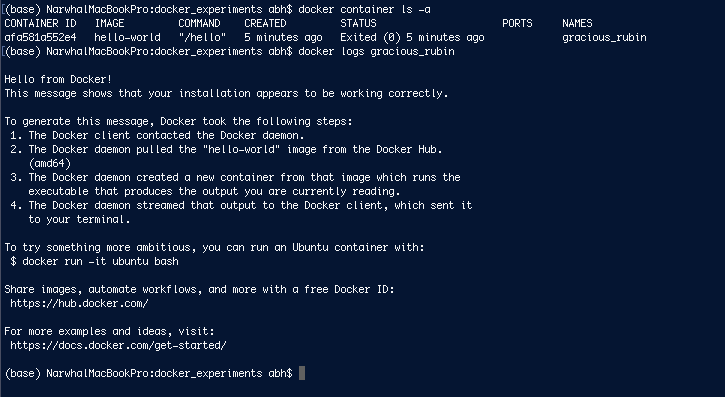 [(base) NarwhalMacBookPro:docker_experiments abh$ docker container ls -a
CONTAINER ID   IMAGE         COMMAND    CREATED         STATUS                     PORTS     NAMES
afa581a552e4   hello-world   "/hello"   5 minutes ago   Exited (0) 5 minutes ago             gracious_rubin
[(base) NarwhalMacBookPro:docker_experiments abh$ docker logs gracious_rubin
Hello from Docker!
This message shows that your installation appears to be working correctly.
To generate this message, Docker took the following steps:
1. The Docker client contacted the Docker daemon.
2. The Docker daemon pulled the "hello-world" image from the Docker Hub.
(amd64)
3. The Docker daemon created a new container from that image which runs the
executable that produces the output you are currently reading.
4. The Docker daemon streamed that output to the Docker client, which sent it
to your terminal.
To try something more ambitious, you can run an Ubuntu container with:
$ docker run -it ubuntu bash
Share images, automate workflows, and more with a free Docker ID:
https://hub.docker.com/
For more examples and ideas, visit:
https://docs.docker.com/get-started/
(base) NarwhalMacBookPro:docker_experiments abh$